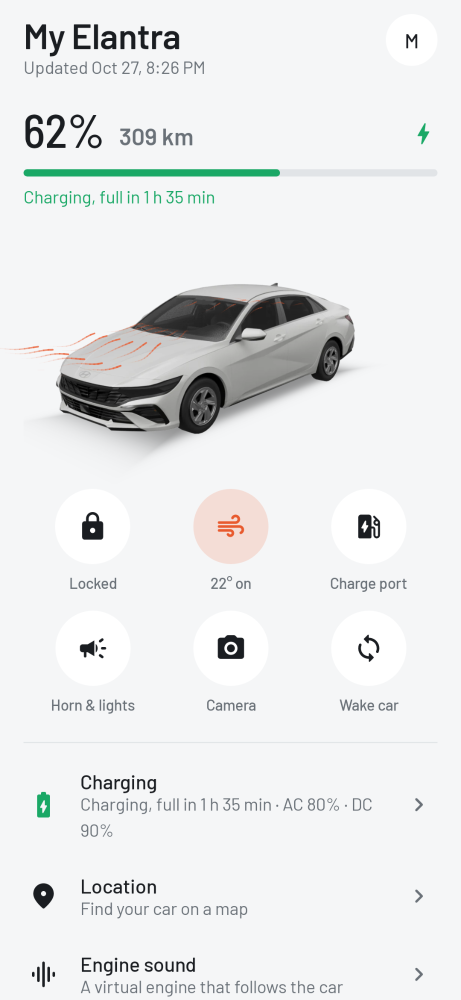 My Elantra
M
Updated Oct 27, 8:26 PM
62% 309 km
Charging, full in 1 h 35 min
Locked
22° on
Charge port
Horn & lights
Camera
Wake car
Charging
Charging, full in 1 h 35 min · AC 80% · DC
90%
Location
Find your car on a map
Engine sound
A virtual engine that follows the car